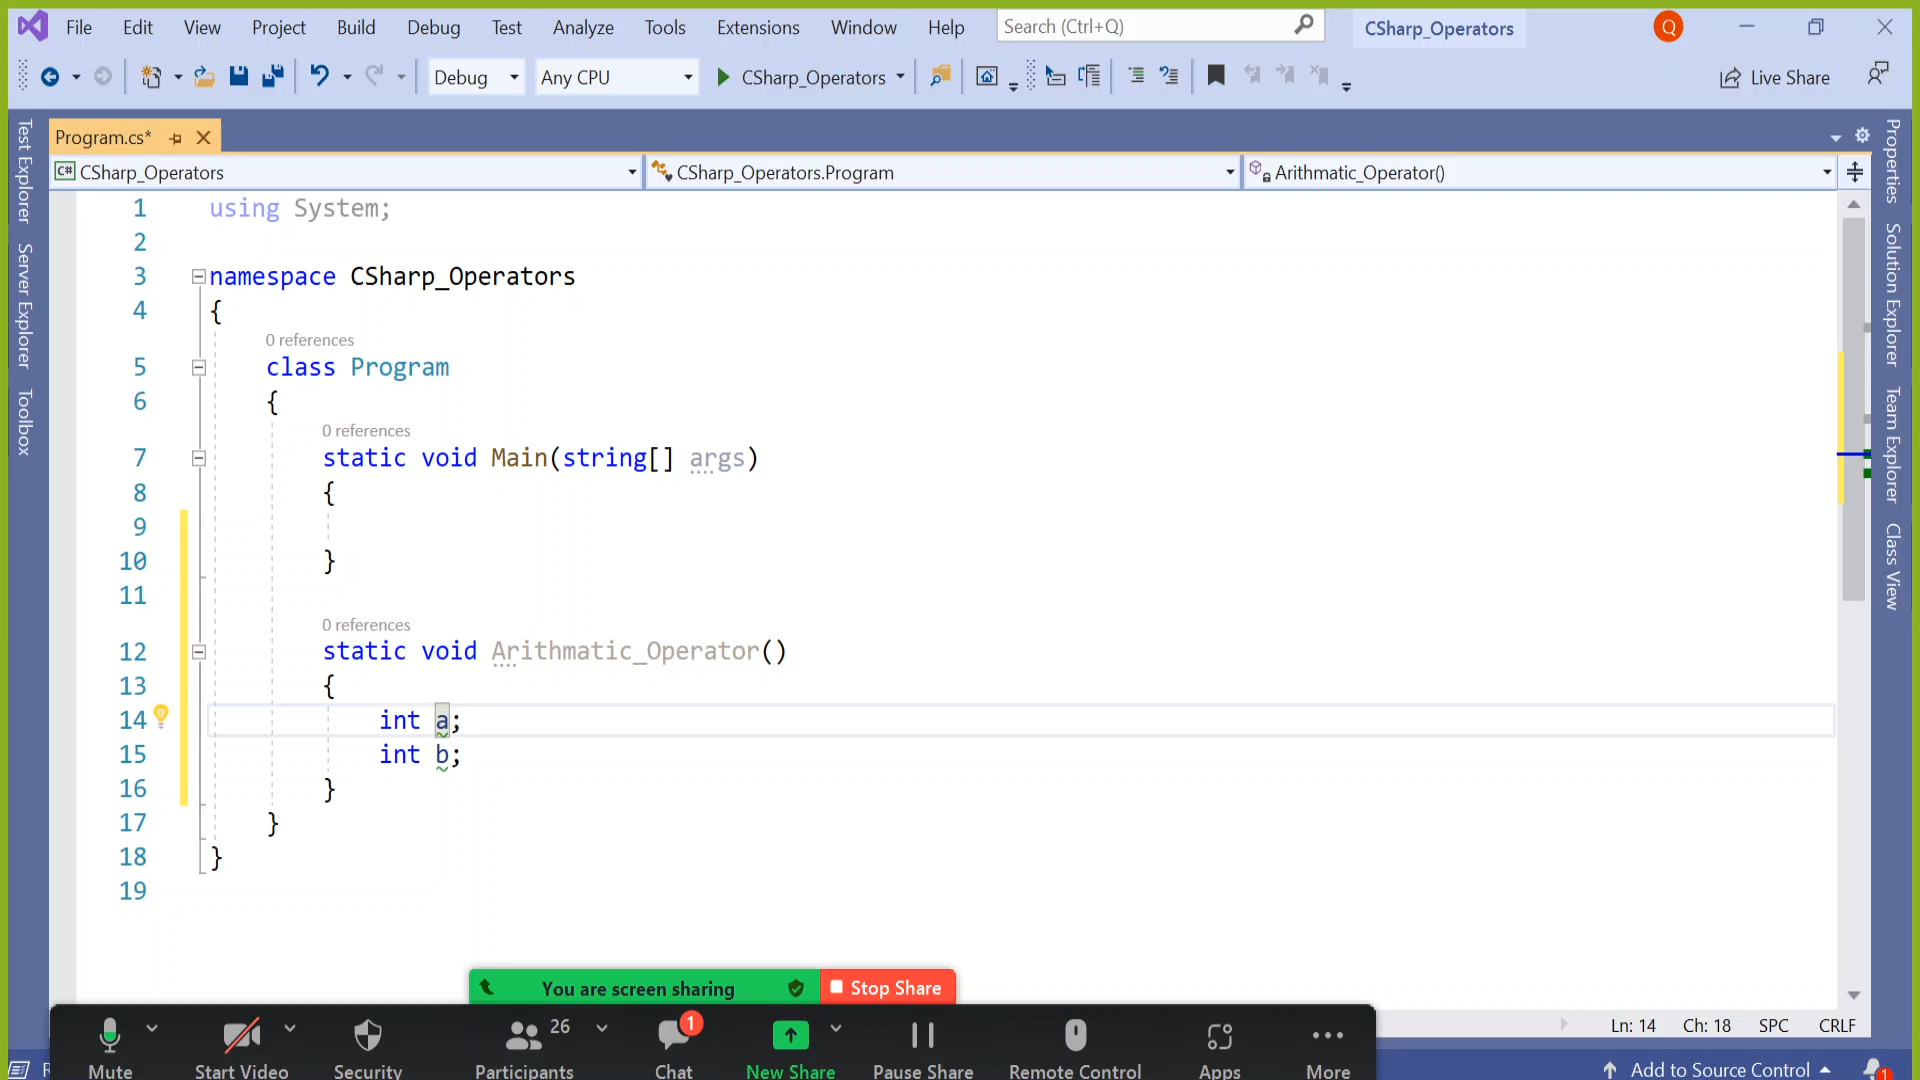 File Edit View Project Build Debug Test Analyze Tools Extensions Window Help Search (Ctrl+Q) CSharp_Operators Q
Debug Any CPU CSharp_Operators Live Share
Program.cs*
C# CSharp_Operators CSharp_Operators.Program Arithmatic_Operator()
Test Explorer
Server Explorer
Toolbox
1 using System;
2
3 namespace CSharp_Operators
4 {
0 references
5 class Program
6 {
0 references
7 static void Main(string[] args)
8 {
9
10 }
11
0 references
12 static void Arithmatic_Operator()
13 {
14 int a;
15 int b;
16 }
17 }
18 }
19
Properties
Solution Explorer
Team Explorer
Class View
You are screen sharing Stop Share
Ln: 14 Ch: 18 SPC CRLF
26 1
Mute Start Video Security Participants Chat New Share Pause Share Remote Control Apps More
Add to Source Control 1